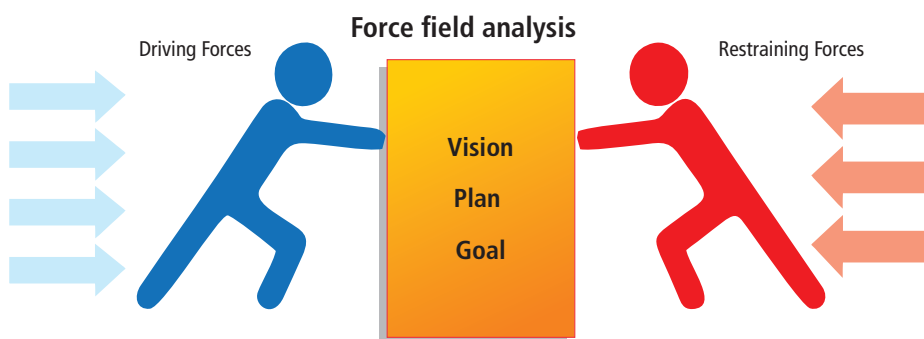 Force field analysis
Driving Forces
Restraining Forces
Vision
Plan
Goal